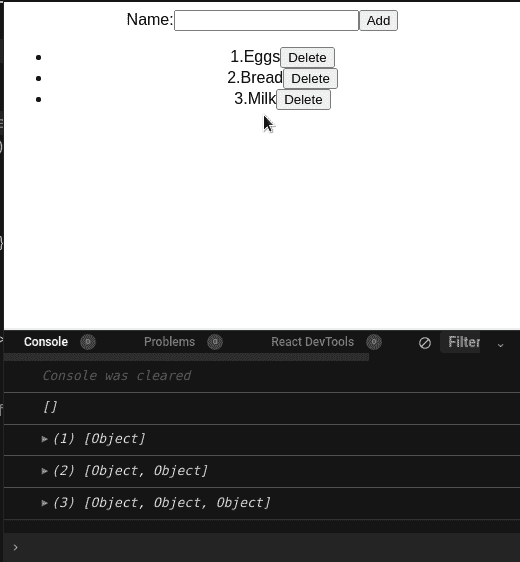 Name: Add
1.Eggs Delete
2.Bread Delete
3.Milk Delete
Console 0 Problems 0 React DevTools 0 Filter
Console was cleared
[]
▶ (1) [Object]
▶ (2) [Object, Object]
▶ (3) [Object, Object, Object]
›